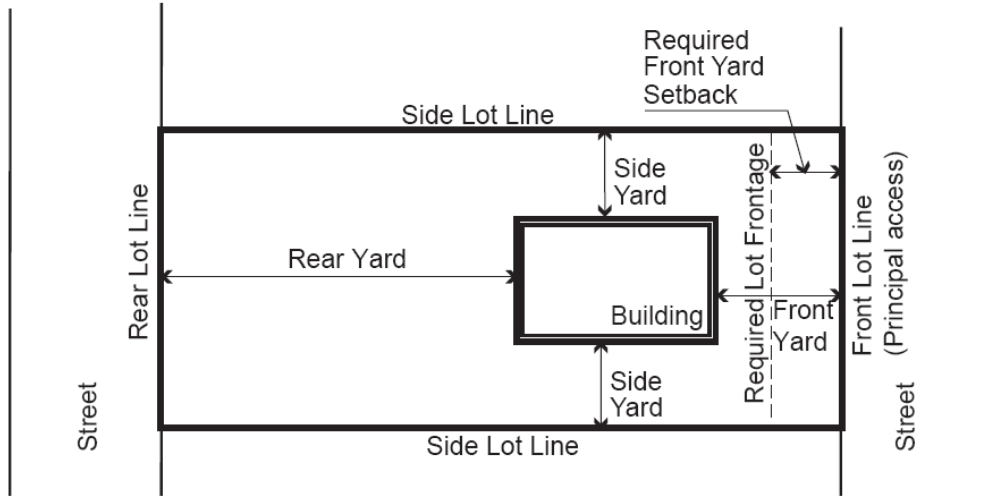 Required
Front Yard
Setback
Side Lot Line
Side
Yard
Rear Lot Line
Rear Yard
Building
Required Lot Frontage
Front
Yard
Front Lot Line
(Principal access)
Side
Yard
Street
Street
Side Lot Line